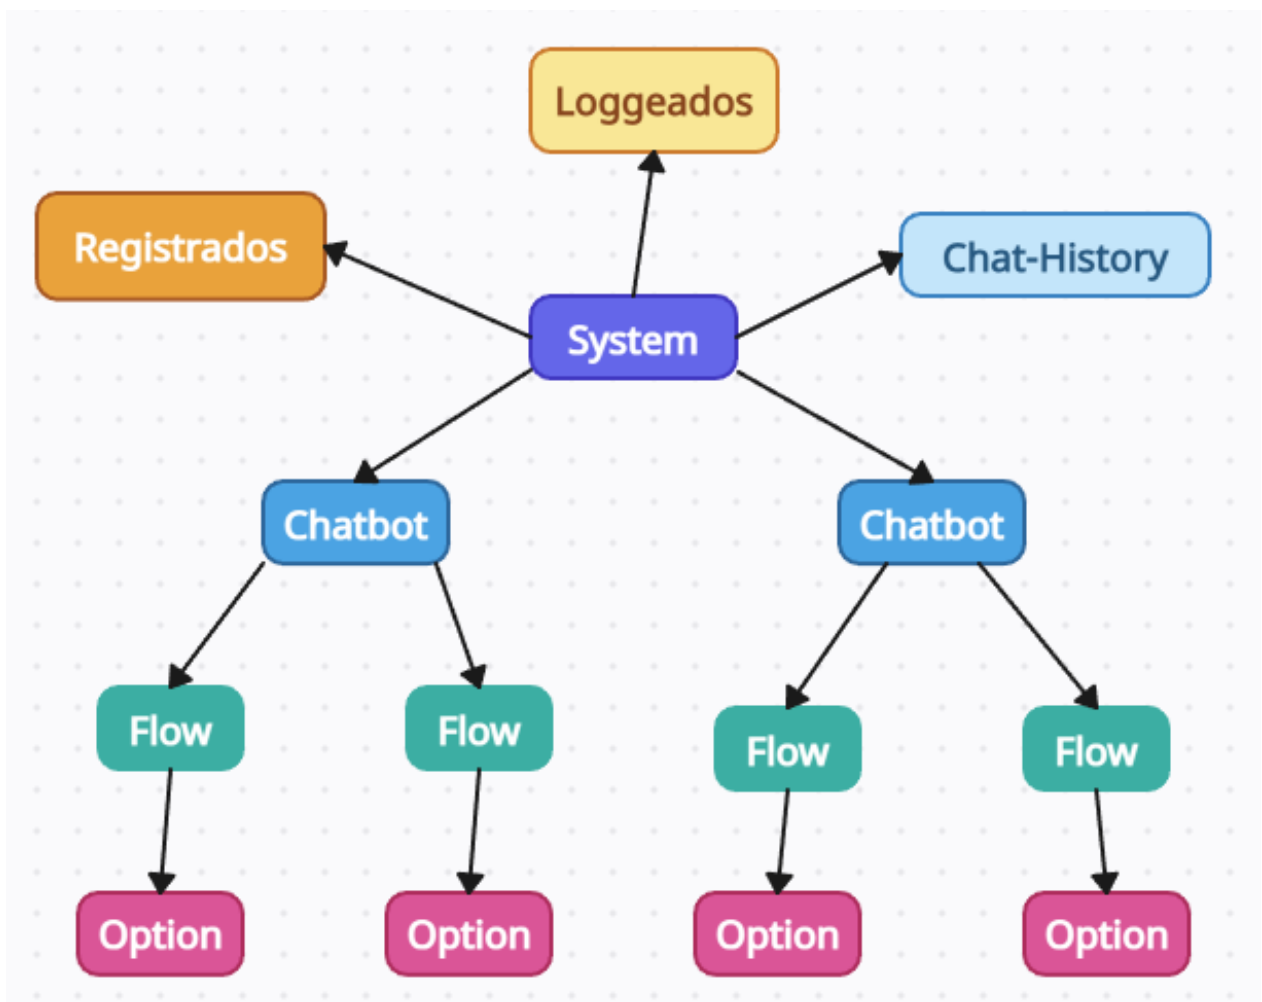 Loggeados
Registrados
Chat-History
System
Chatbot
Chatbot
Flow
Flow
Flow
Flow
Option
Option
Option
Option